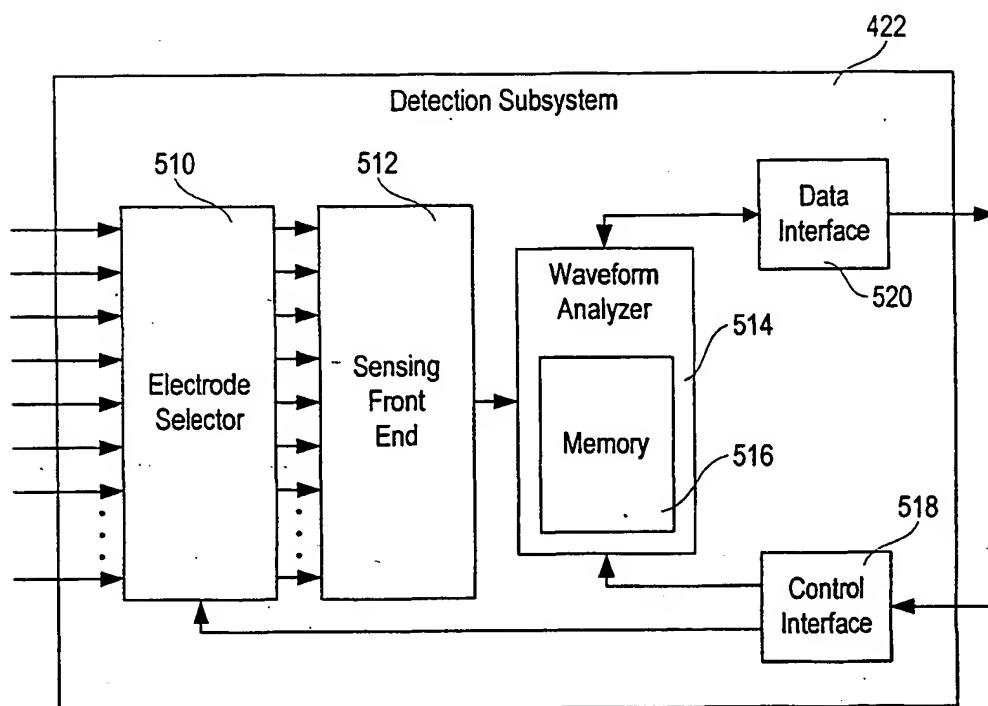 422
Detection Subsystem
510
512
Data
Interface
520
Waveform
Analyzer
514
Electrode
Selector
Sensing
Front
End
Memory
516
518
Control
Interface